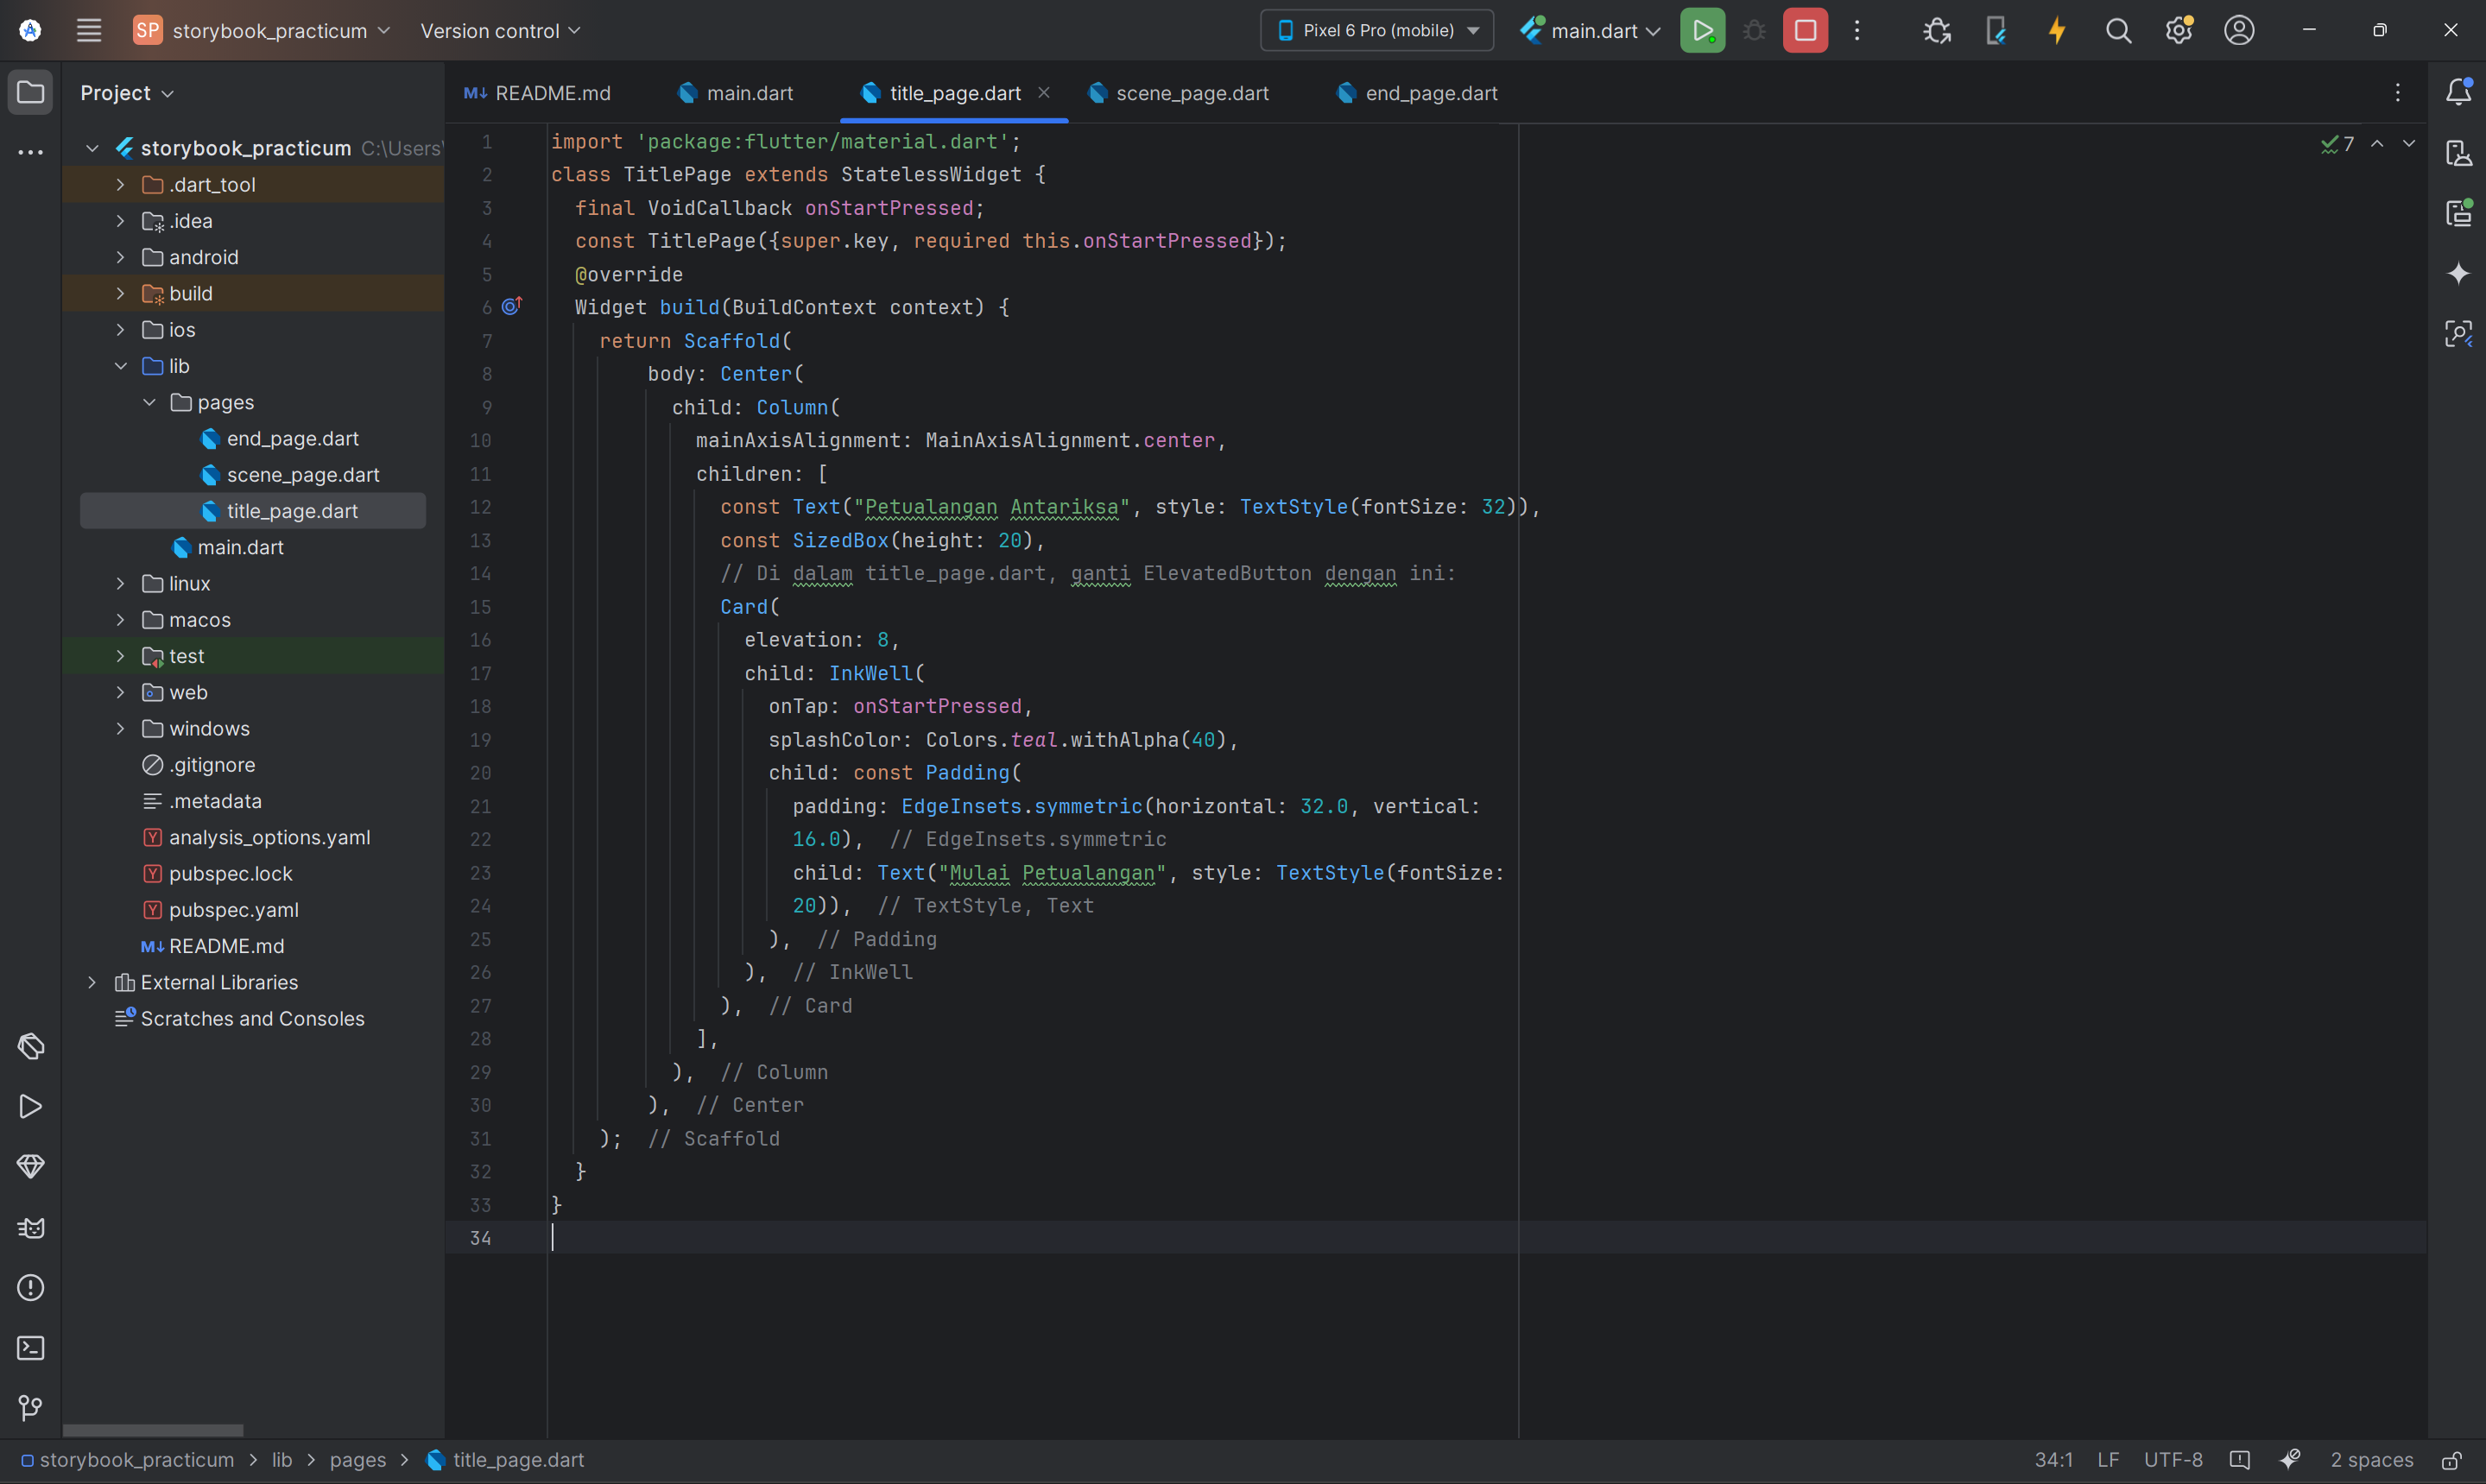 SP storybook_practicum Version control Pixel 6 Pro (mobile) main.dart
Project README.md main.dart title_page.dart scene_page.dart end_page.dart
storybook_practicum C:\Users\
.dart_tool
.idea
android
build
ios
lib
pages
end_page.dart
scene_page.dart
title_page.dart
main.dart
linux
macos
test
web
windows
.gitignore
.metadata
analysis_options.yaml
pubspec.lock
pubspec.yaml
README.md
External Libraries
Scratches and Consoles
7
1 import 'package:flutter/material.dart';
2 class TitlePage extends StatelessWidget {
3 final VoidCallback onStartPressed;
4 const TitlePage({super.key, required this.onStartPressed});
5 @override
6 Widget build(BuildContext context) {
7 return Scaffold(
8 body: Center(
9 child: Column(
10 mainAxisAlignment: MainAxisAlignment.center,
11 children: [
12 const Text("Petualangan Antariksa", style: TextStyle(fontSize: 32)),
13 const SizedBox(height: 20),
14 // Di dalam title_page.dart, ganti ElevatedButton dengan ini:
15 Card(
16 elevation: 8,
17 child: InkWell(
18 onTap: onStartPressed,
19 splashColor: Colors.teal.withAlpha(40),
20 child: const Padding(
21 padding: EdgeInsets.symmetric(horizontal: 32.0, vertical:
22 16.0), // EdgeInsets.symmetric
23 child: Text("Mulai Petualangan", style: TextStyle(fontSize:
24 20)), // TextStyle, Text
25 ), // Padding
26 ), // InkWell
27 ), // Card
28 ],
29 ), // Column
30 ), // Center
31 ); // Scaffold
32 }
33 }
34
storybook_practicum > lib > pages > title_page.dart 34:1 LF UTF-8 2 spaces